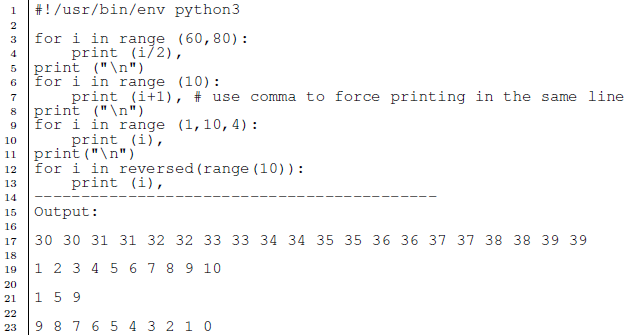 1 #!/usr/bin/env python3
2
3 for i in range (60,80):
4     print (i/2),
5 print ("\n")
6 for i in range (10):
7     print (i+1), # use comma to force printing in the same line
8 print ("\n")
9 for i in range (1,10,4):
10     print (i),
11 print("\n")
12 for i in reversed(range(10)):
13     print (i),
14 -------------------------------------------
15 Output:
16
17 30 30 31 31 32 32 33 33 34 34 35 35 36 36 37 37 38 38 39 39
18
19 1 2 3 4 5 6 7 8 9 10
20
21 1 5 9
22
23 9 8 7 6 5 4 3 2 1 0